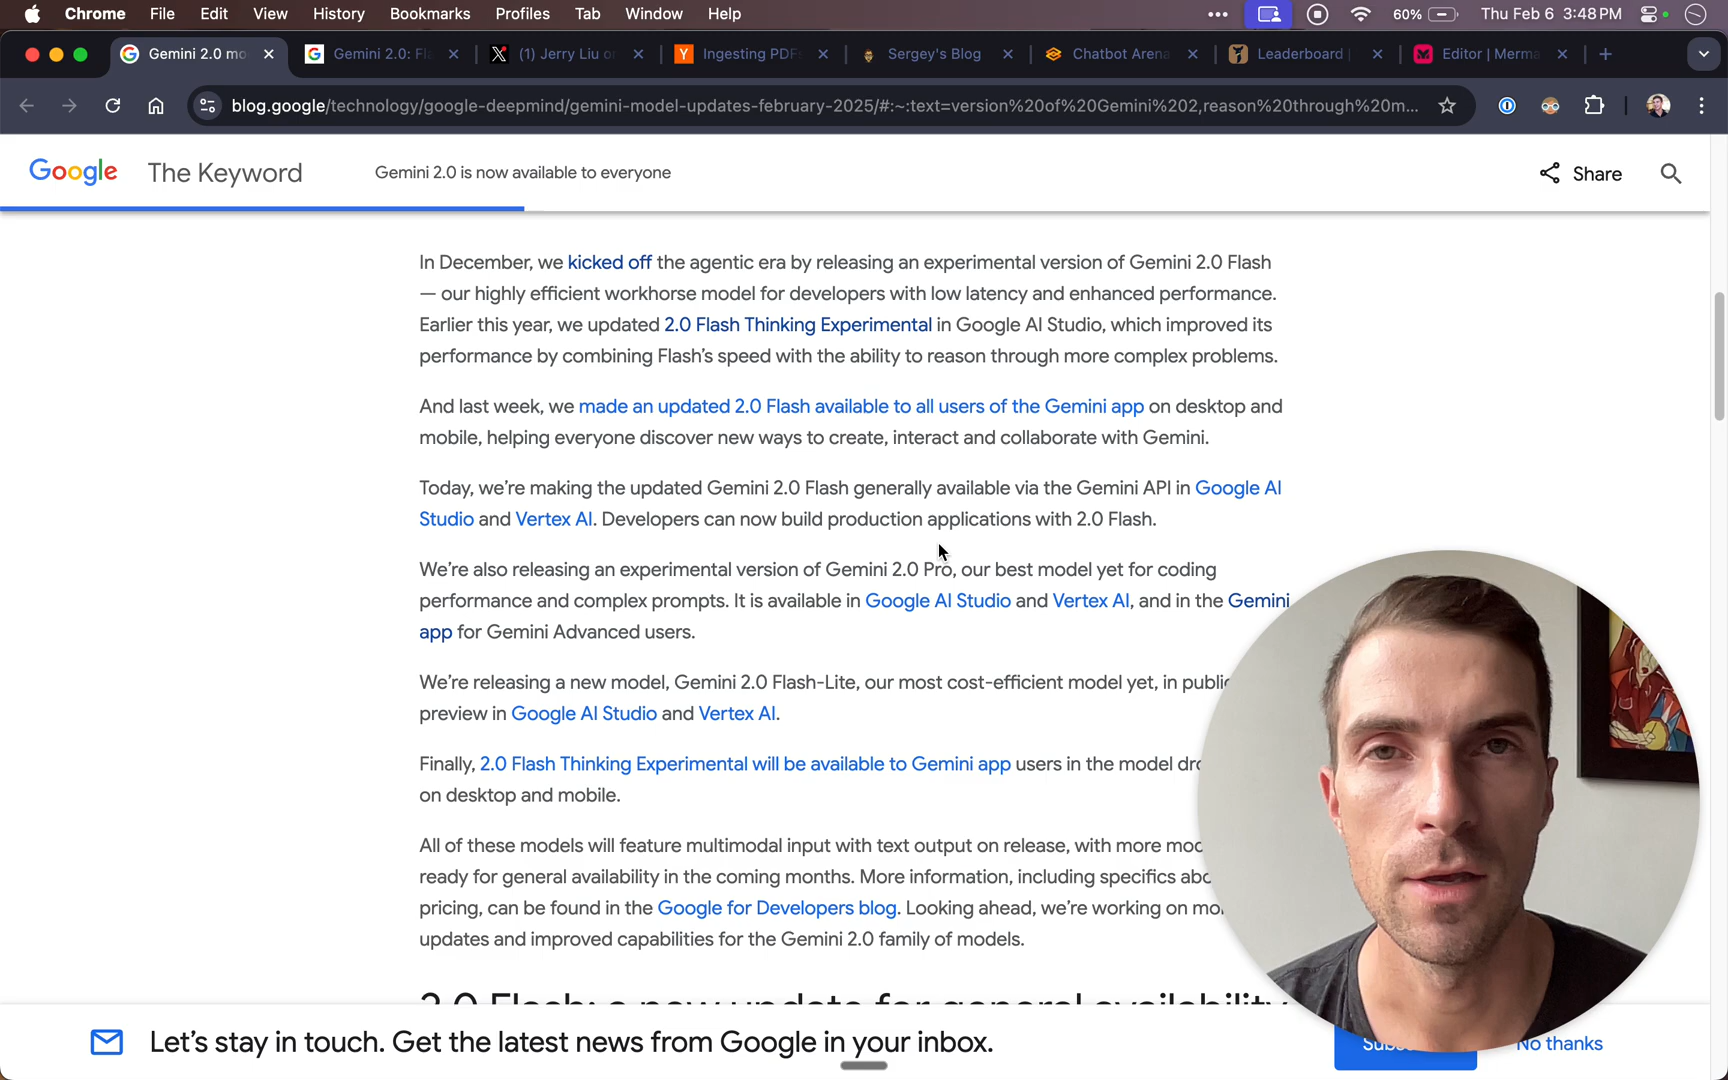 Chrome File Edit View History Bookmarks Profiles Tab Window Help 60% Thu Feb 6 3:48 PM
Gemini 2.0 mo Gemini 2.0: Fl (1) Jerry Liu o Ingesting PDF Sergey's Blog Chatbot Arena Leaderboard | Editor | Merma
blog.google/technology/google-deepmind/gemini-model-updates-february-2025/#:~:text=version%20of%20Gemini%202,reason%20through%20m...
Google The Keyword Gemini 2.0 is now available to everyone Share
In December, we kicked off the agentic era by releasing an experimental version of Gemini 2.0 Flash
— our highly efficient workhorse model for developers with low latency and enhanced performance.
Earlier this year, we updated 2.0 Flash Thinking Experimental in Google AI Studio, which improved its
performance by combining Flash’s speed with the ability to reason through more complex problems.
And last week, we made an updated 2.0 Flash available to all users of the Gemini app on desktop and
mobile, helping everyone discover new ways to create, interact and collaborate with Gemini.
Today, we’re making the updated Gemini 2.0 Flash generally available via the Gemini API in Google AI
Studio and Vertex AI. Developers can now build production applications with 2.0 Flash.
We’re also releasing an experimental version of Gemini 2.0 Pro, our best model yet for coding
performance and complex prompts. It is available in Google AI Studio and Vertex AI, and in the Gemini
app for Gemini Advanced users.
We’re releasing a new model, Gemini 2.0 Flash-Lite, our most cost-efficient model yet, in public
preview in Google AI Studio and Vertex AI.
Finally, 2.0 Flash Thinking Experimental will be available to Gemini app users in the model
on desktop and mobile.
All of these models will feature multimodal input with text output on release, with more
ready for general availability in the coming months. More information, including specifics
pricing, can be found in the Google for Developers blog. Looking ahead, we’re working on
updates and improved capabilities for the Gemini 2.0 family of models.
2.0 Flash: a new update for general availability
Let’s stay in touch. Get the latest news from Google in your inbox. No thanks